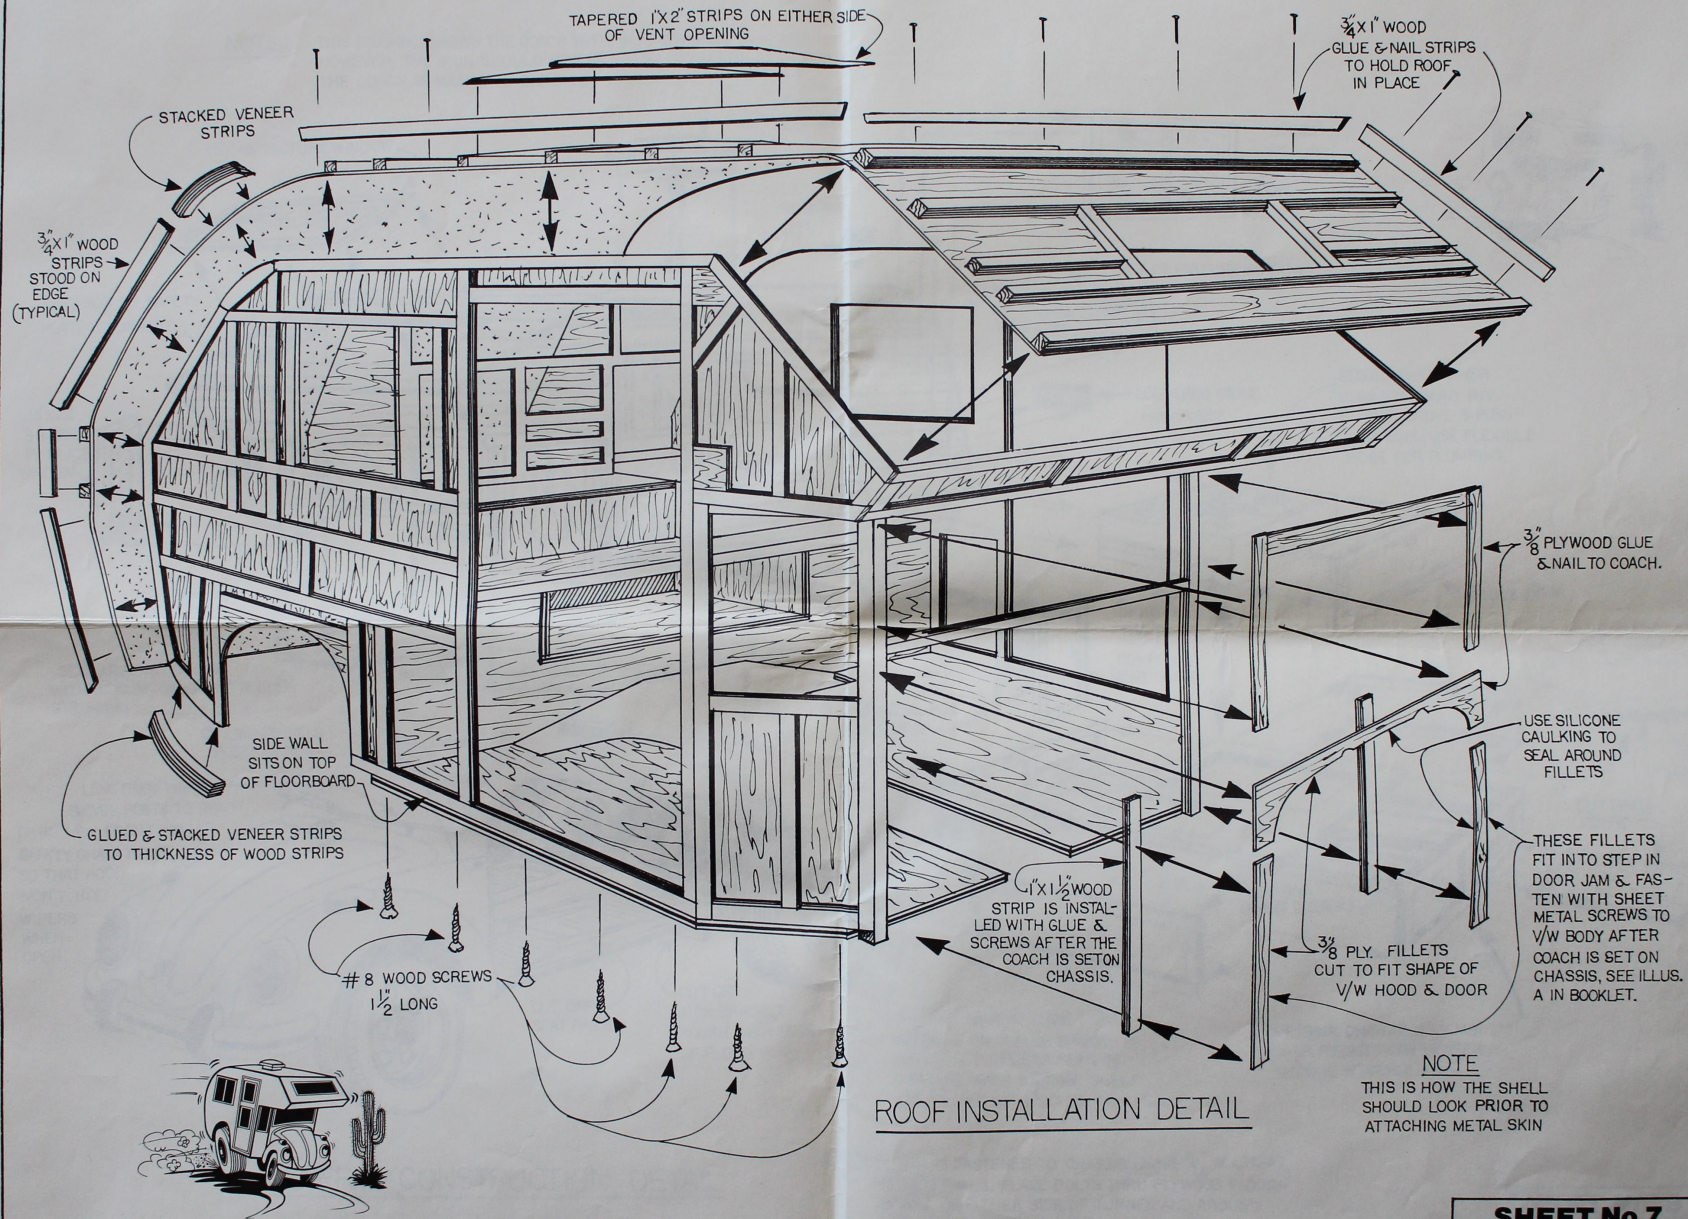 TAPERED 1"X2" STRIPS ON EITHER SIDE
OF VENT OPENING
3/4"X1" WOOD
GLUE & NAIL STRIPS
TO HOLD ROOF
IN PLACE
STACKED VENEER
STRIPS
3/4"X1" WOOD
STRIPS
STOOD ON
EDGE
(TYPICAL)
3/8" PLYWOOD GLUE
& NAIL TO COACH.
USE SILICONE
CAULKING TO
SEAL AROUND
FILLETS
SIDE WALL
SITS ON TOP
OF FLOORBOARD
GLUED & STACKED VENEER STRIPS
TO THICKNESS OF WOOD STRIPS
THESE FILLETS
FIT INTO STEP IN
DOOR JAM & FAS-
TEN WITH SHEET
METAL SCREWS TO
V/W BODY AFTER
COACH IS SET ON
CHASSIS, SEE ILLUS.
A IN BOOKLET.
1"X1 1/2" WOOD
STRIP IS INSTAL-
LED WITH GLUE &
SCREWS AFTER THE
COACH IS SET ON
CHASSIS.
3/8" PLY. FILLETS
CUT TO FIT SHAPE OF
V/W HOOD & DOOR
#8 WOOD SCREWS
1 1/2" LONG
NOTE
THIS IS HOW THE SHELL
SHOULD LOOK PRIOR TO
ATTACHING METAL SKIN
ROOF INSTALLATION DETAIL
SHEET No 7